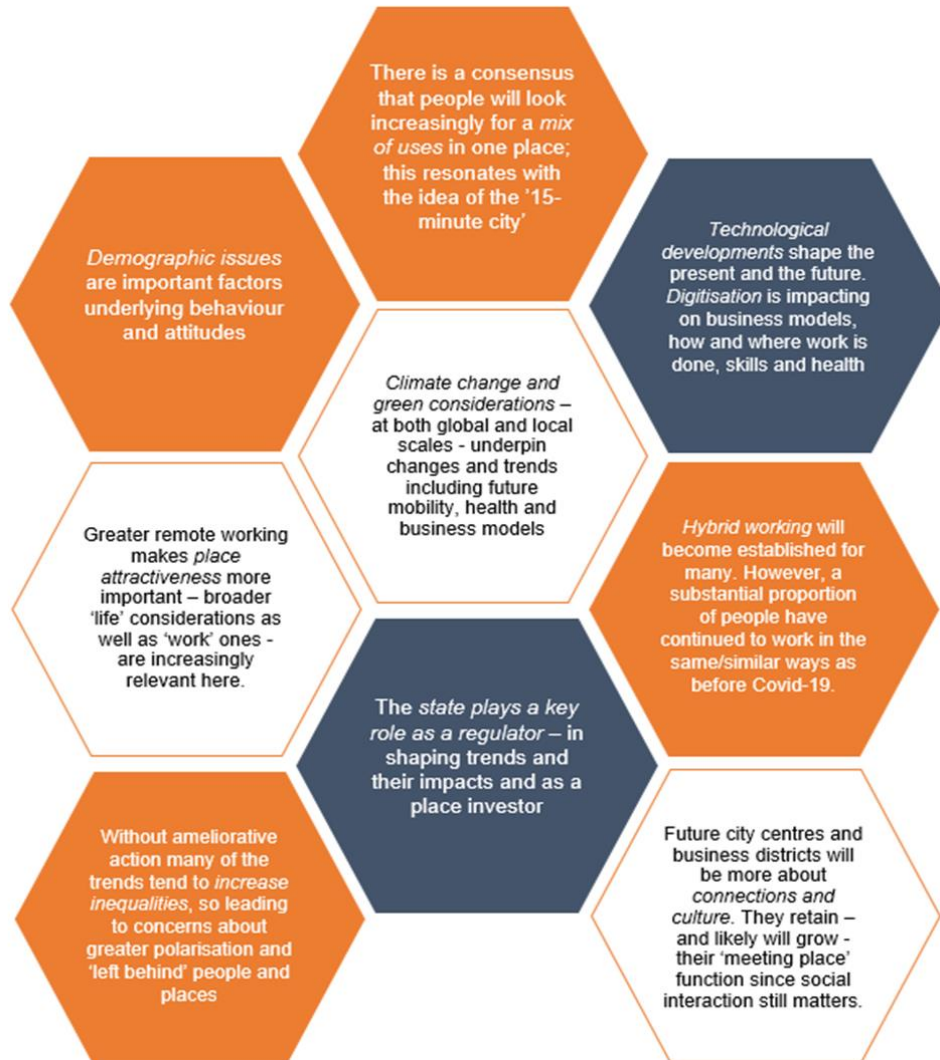 There is a consensus
that people will look
increasingly for a mix
of uses in one place;
this resonates with
the idea of the '15-
minute city'
Demographic issues
are important factors
underlying behaviour
and attitudes
Technological
developments shape the
present and the future.
Digitisation is impacting
on business models,
how and where work is
done, skills and health
Climate change and
green considerations –
at both global and local
scales - underpin
changes and trends
including future
mobility, health and
business models
Greater remote working
makes place
attractiveness more
important – broader
‘life’ considerations as
well as ‘work’ ones -
are increasingly
relevant here.
Hybrid working will
become established for
many. However, a
substantial proportion
of people have
continued to work in the
same/similar ways as
before Covid-19.
The state plays a key
role as a regulator – in
shaping trends and
their impacts and as a
place investor
Without ameliorative
action many of the
trends tend to increase
inequalities, so leading
to concerns about
greater polarisation and
‘left behind’ people and
places
Future city centres and
business districts will
be more about
connections and
culture. They retain –
and likely will grow -
their ‘meeting place’
function since social
interaction still matters.